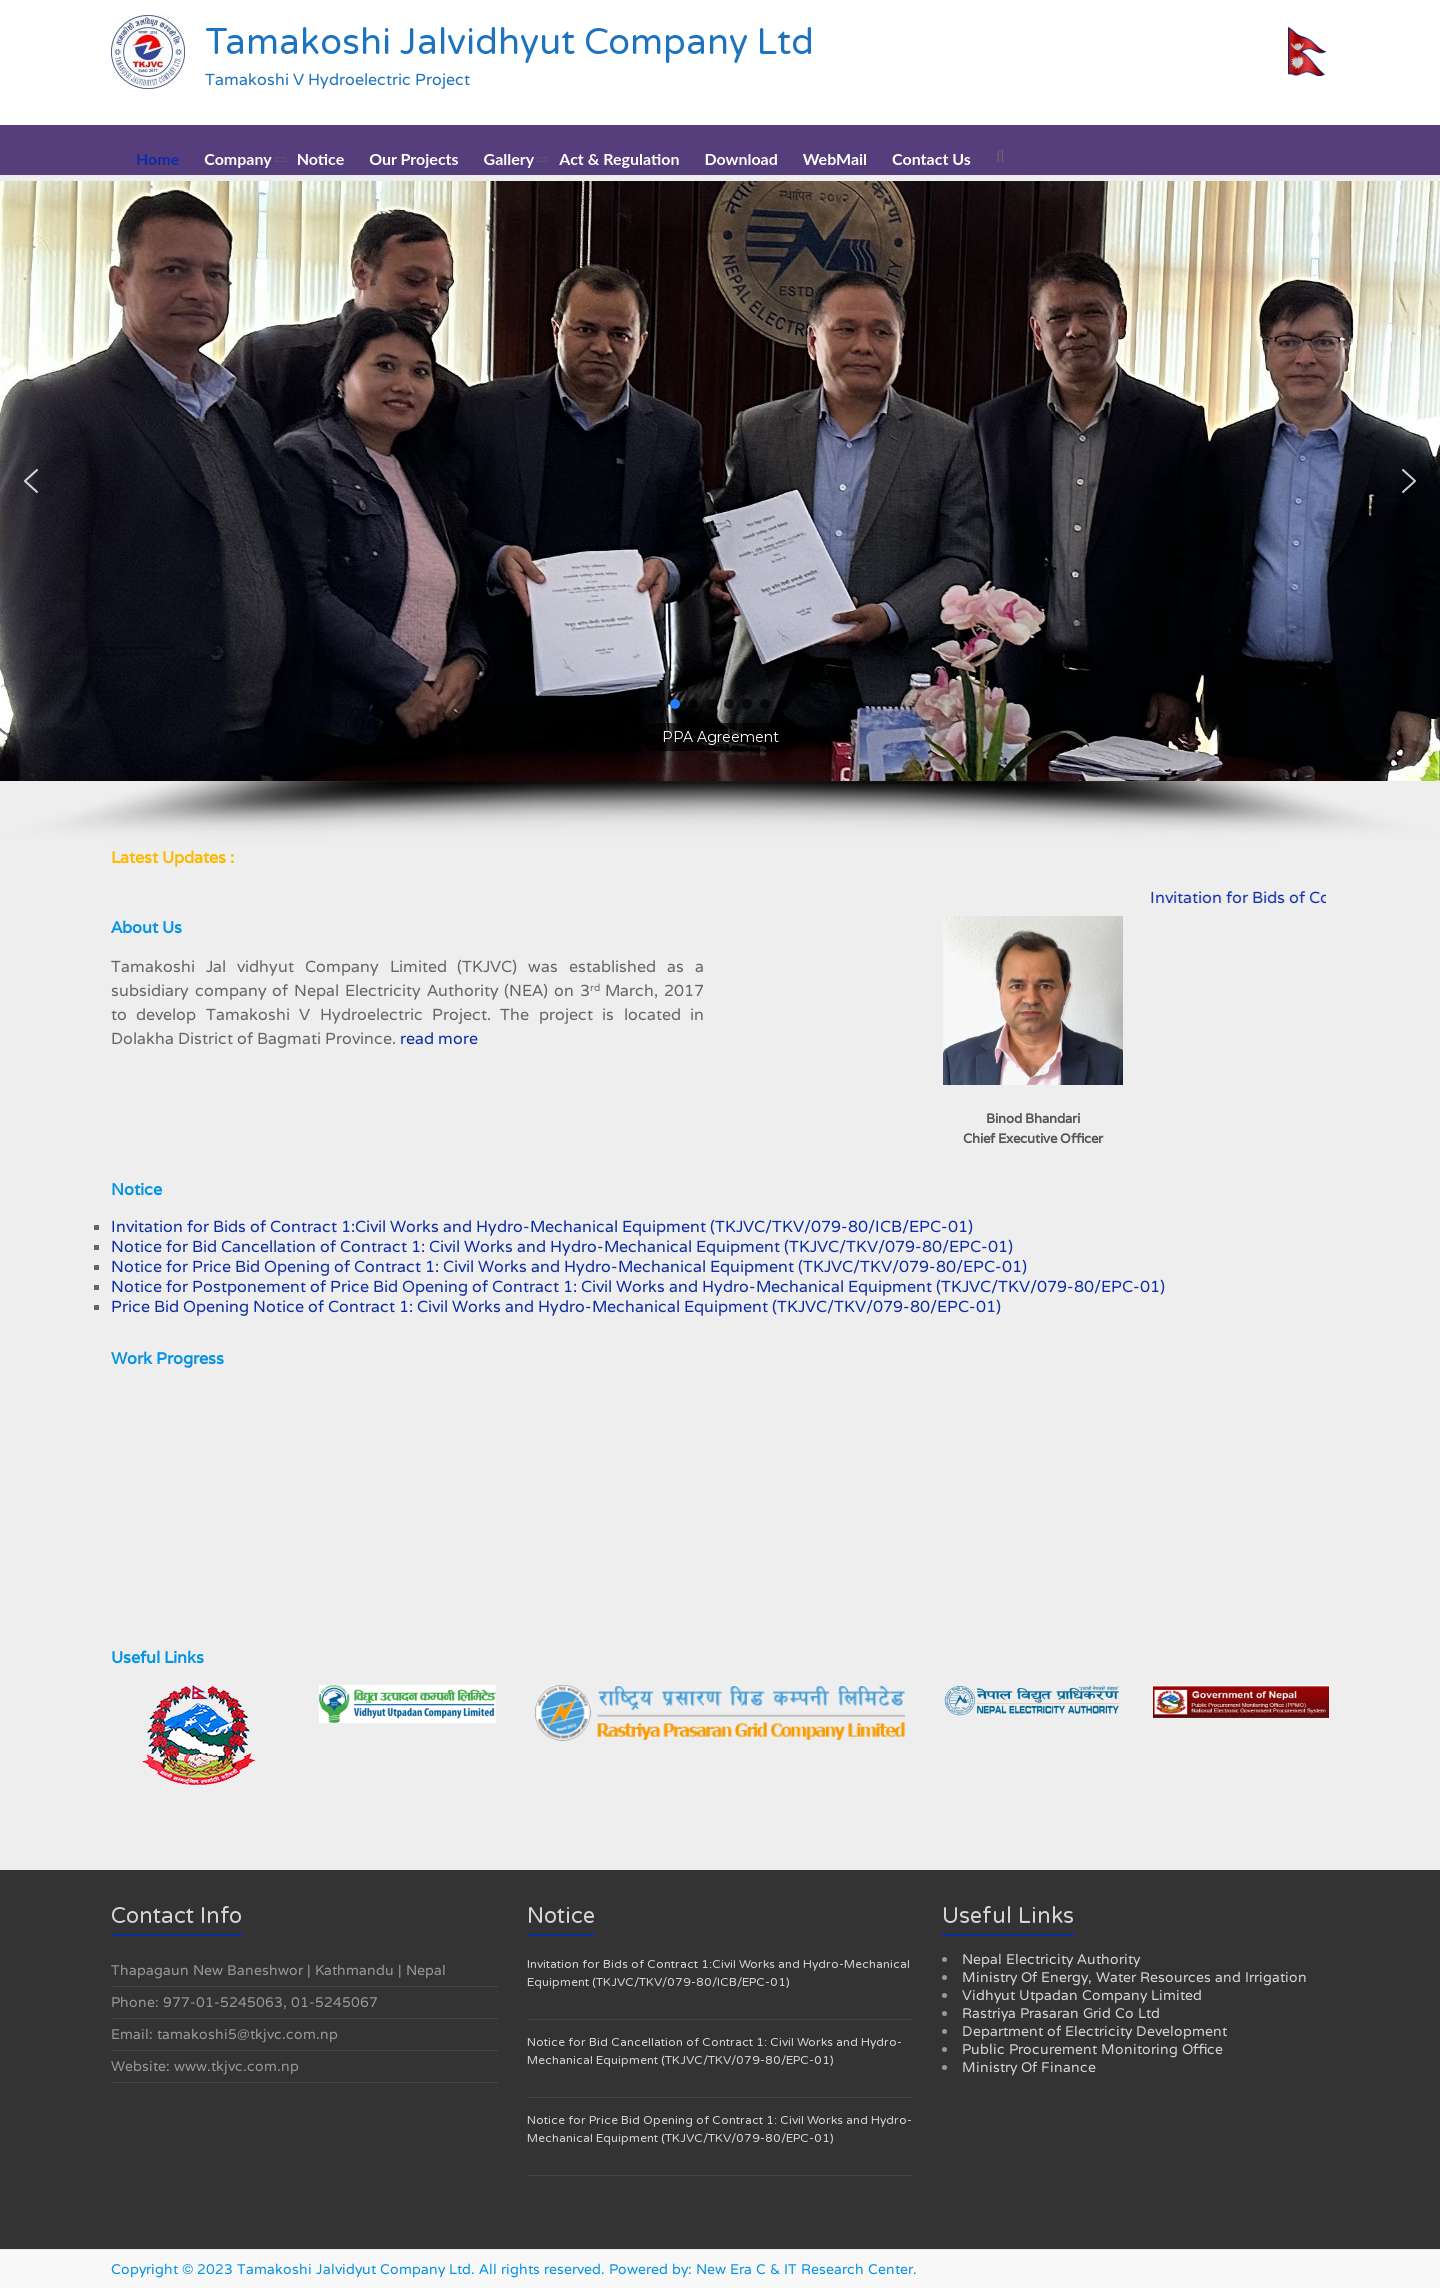 TKJVC
Tamakoshi Jalvidhyut Company Ltd
Tamakoshi V Hydroelectric Project
Home Company Notice Our Projects Gallery Act & Regulation Download WebMail Contact Us
स्थापित २०४२
NEPAL ELECTRI
PPA Agreement
Latest Updates :
Invitation for Bids of Co
About Us
Tamakoshi Jal vidhyut Company Limited (TKJVC) was established as a
subsidiary company of Nepal Electricity Authority (NEA) on 3rd March, 2017
to develop Tamakoshi V Hydroelectric Project. The project is located in
Dolakha District of Bagmati Province. read more
Binod Bhandari
Chief Executive Officer
Notice
Invitation for Bids of Contract 1:Civil Works and Hydro-Mechanical Equipment (TKJVC/TKV/079-80/ICB/EPC-01)
Notice for Bid Cancellation of Contract 1: Civil Works and Hydro-Mechanical Equipment (TKJVC/TKV/079-80/EPC-01)
Notice for Price Bid Opening of Contract 1: Civil Works and Hydro-Mechanical Equipment (TKJVC/TKV/079-80/EPC-01)
Notice for Postponement of Price Bid Opening of Contract 1: Civil Works and Hydro-Mechanical Equipment (TKJVC/TKV/079-80/EPC-01)
Price Bid Opening Notice of Contract 1: Civil Works and Hydro-Mechanical Equipment (TKJVC/TKV/079-80/EPC-01)
Work Progress
Useful Links
विद्युत उत्पादन कम्पनी लिमिटेड
Vidhyut Utpadan Company Limited
राष्ट्रिय प्रसारण ग्रिड कम्पनी लिमिटेड
Rastriya Prasaran Grid Company Limited
नेपाल विद्युत प्राधिकरण
NEPAL ELECTRICITY AUTHORITY
Government of Nepal
Public Procurement Monitoring Office (PPMO)
National Electronic Government Procurement System
Contact Info
Thapagaun New Baneshwor | Kathmandu | Nepal
Phone: 977-01-5245063, 01-5245067
Email: tamakoshi5@tkjvc.com.np
Website: www.tkjvc.com.np
Notice
Invitation for Bids of Contract 1:Civil Works and Hydro-Mechanical
Equipment (TKJVC/TKV/079-80/ICB/EPC-01)
Notice for Bid Cancellation of Contract 1: Civil Works and Hydro-
Mechanical Equipment (TKJVC/TKV/079-80/EPC-01)
Notice for Price Bid Opening of Contract 1: Civil Works and Hydro-
Mechanical Equipment (TKJVC/TKV/079-80/EPC-01)
Useful Links
Nepal Electricity Authority
Ministry Of Energy, Water Resources and Irrigation
Vidhyut Utpadan Company Limited
Rastriya Prasaran Grid Co Ltd
Department of Electricity Development
Public Procurement Monitoring Office
Ministry Of Finance
Copyright © 2023 Tamakoshi Jalvidyut Company Ltd. All rights reserved. Powered by: New Era C & IT Research Center.